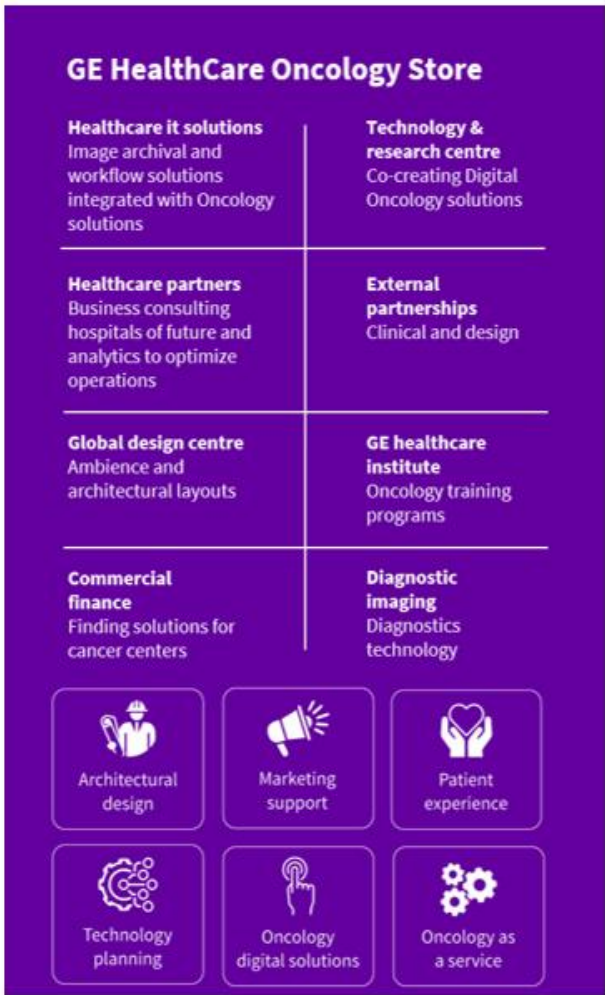 GE HealthCare Oncology Store
Healthcare it solutions
Image archival and
workflow solutions
integrated with Oncology
solutions
Technology &
research centre
Co-creating Digital
Oncology solutions
Healthcare partners
Business consulting
hospitals of future and
analytics to optimize
operations
External
partnerships
Clinical and design
Global design centre
Ambience and
architectural layouts
GE healthcare
institute
Oncology training
programs
Commercial
finance
Finding solutions for
cancer centers
Diagnostic
imaging
Diagnostics
technology
Architectural
design
Marketing
support
Patient
experience
Technology
planning
Oncology
digital solutions
Oncology as
a service